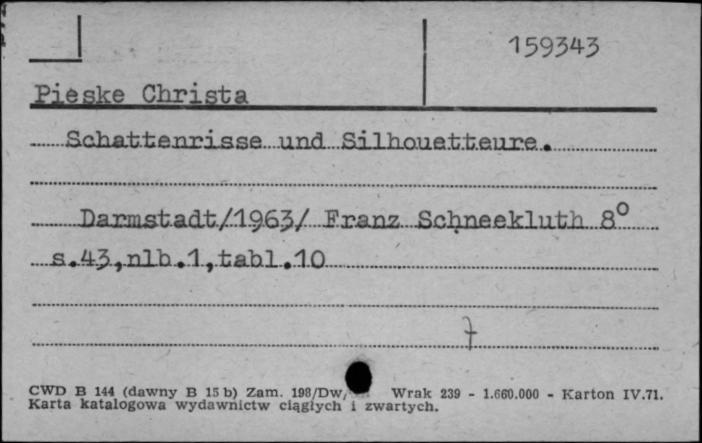 159343
Pieske Christa
Schattenrisse und Silhouetteure.
Darmstadt/1963/ Franz Schneekluth 8°
s.43,nlb.1,tabl.10
7
CWD B 144 (dawny B 15 b) Zam. 198/Dw, Wrak 239 - 1.660.000 - Karton IV.71.
Karta katalogowa wydawnictw ciągłych i zwartych.